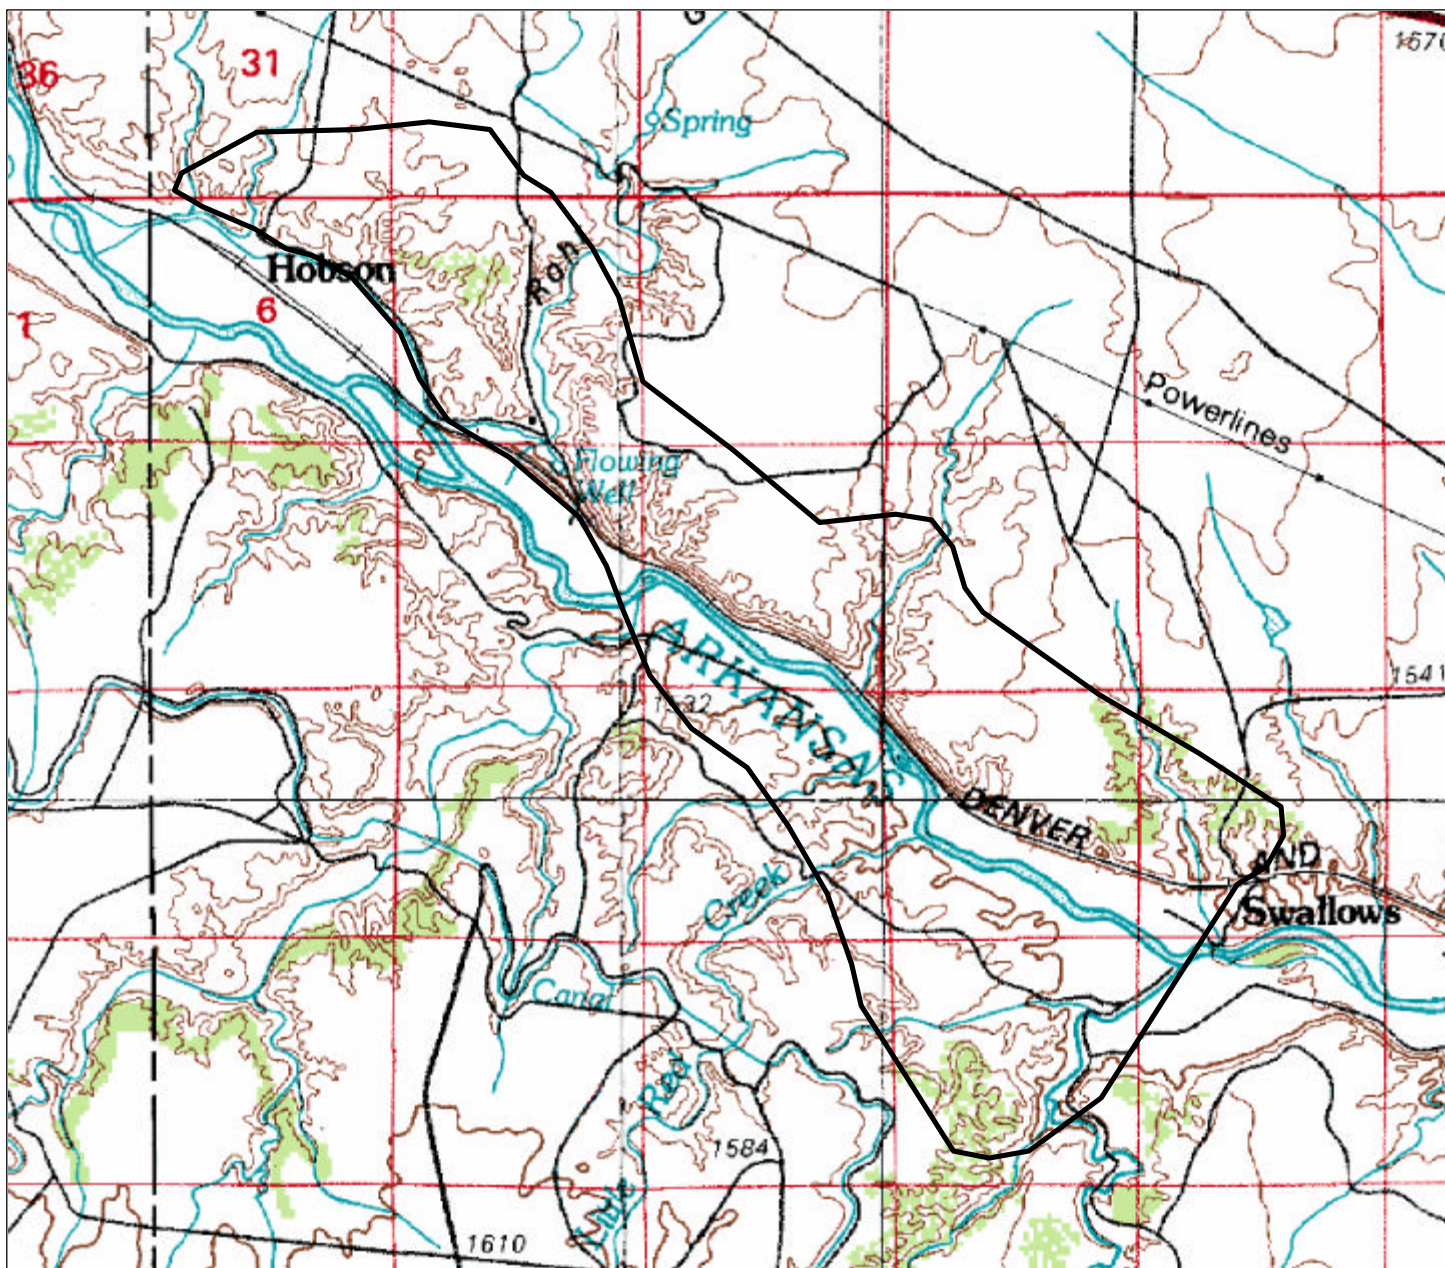 1670
36
31
Spring
Roh
Hobson
6
1
Powerlines
Flowing
Well
1541
ARKANSAS
DENVER
AND
Creek
Swallows
Canal
Red
1584
Little
1610